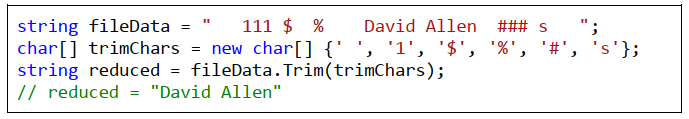 string fileData = "   111 $  %    David Allen  ### s   ";
char[] trimChars = new char[] {' ', '1', '$', '%', '#', 's'};
string reduced = fileData.Trim(trimChars);
// reduced = "David Allen"